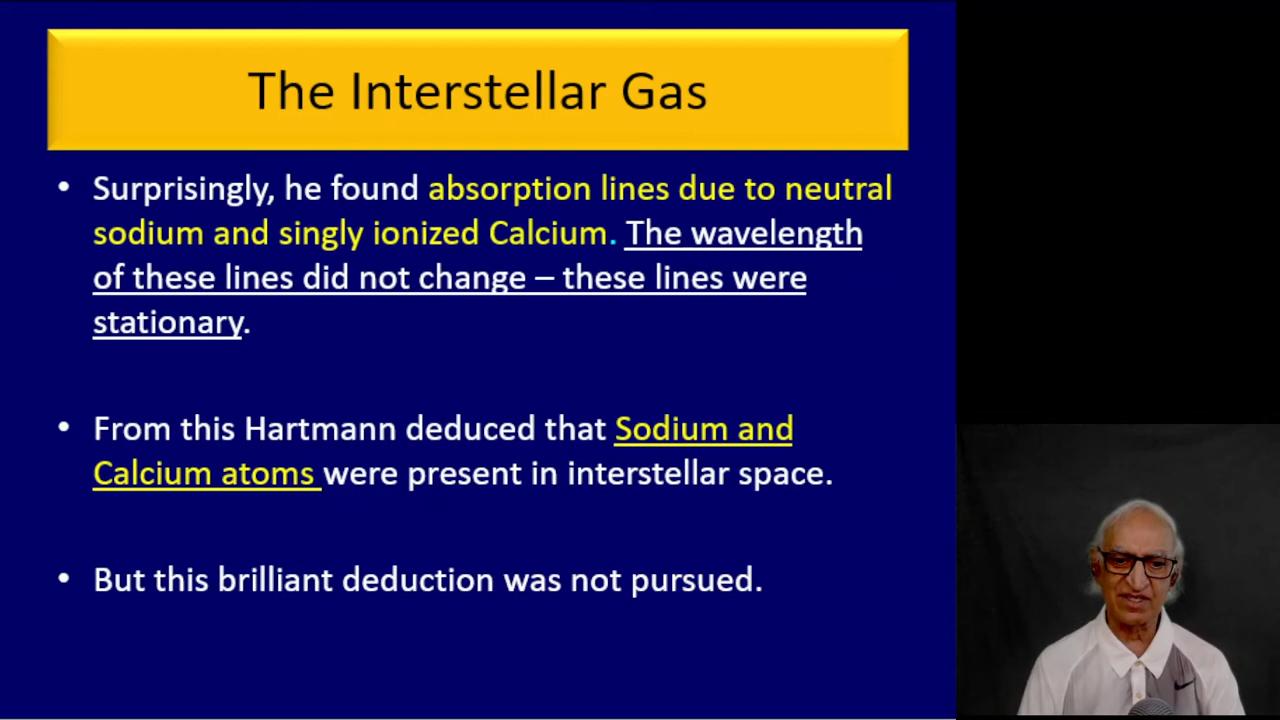 The Interstellar Gas
• Surprisingly, he found absorption lines due to neutral
sodium and singly ionized Calcium. The wavelength
of these lines did not change – these lines were
stationary.
• From this Hartmann deduced that Sodium and
Calcium atoms were present in interstellar space.
• But this brilliant deduction was not pursued.